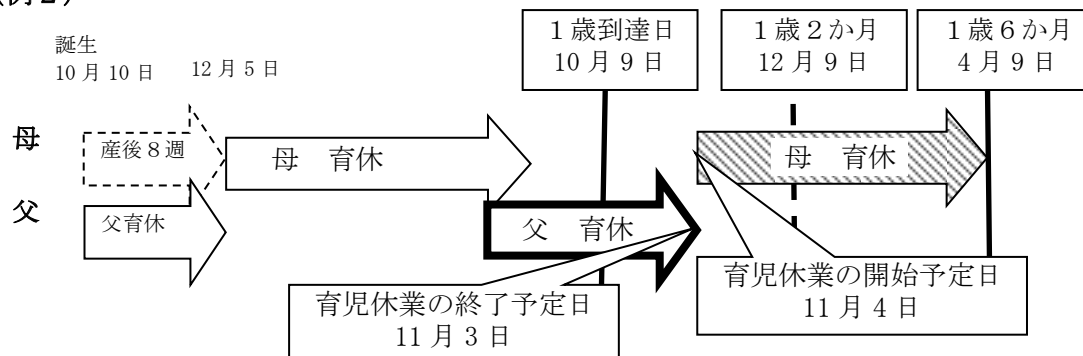 (例2)
1歳到達日
10月9日
1歳2か月
12月9日
1歳6か月
4月9日
誕生
10月10日
12月5日
母
産後8週
母 育休
母 育休
父
父育休
父 育休
育児休業の終了予定日
11月3日
育児休業の開始予定日
11月4日